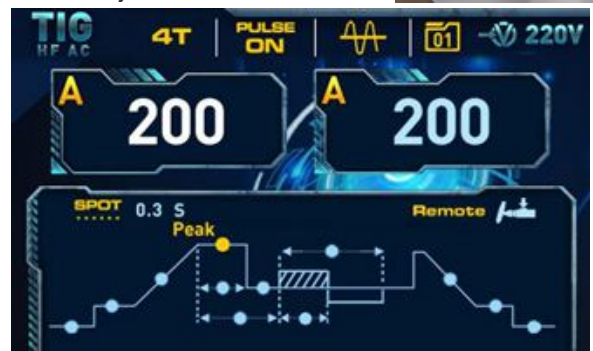 TIG 4T PULSE 01 220V
HF AC ON
A 200 A 200
SPOT 0.3 S Remote
Peak